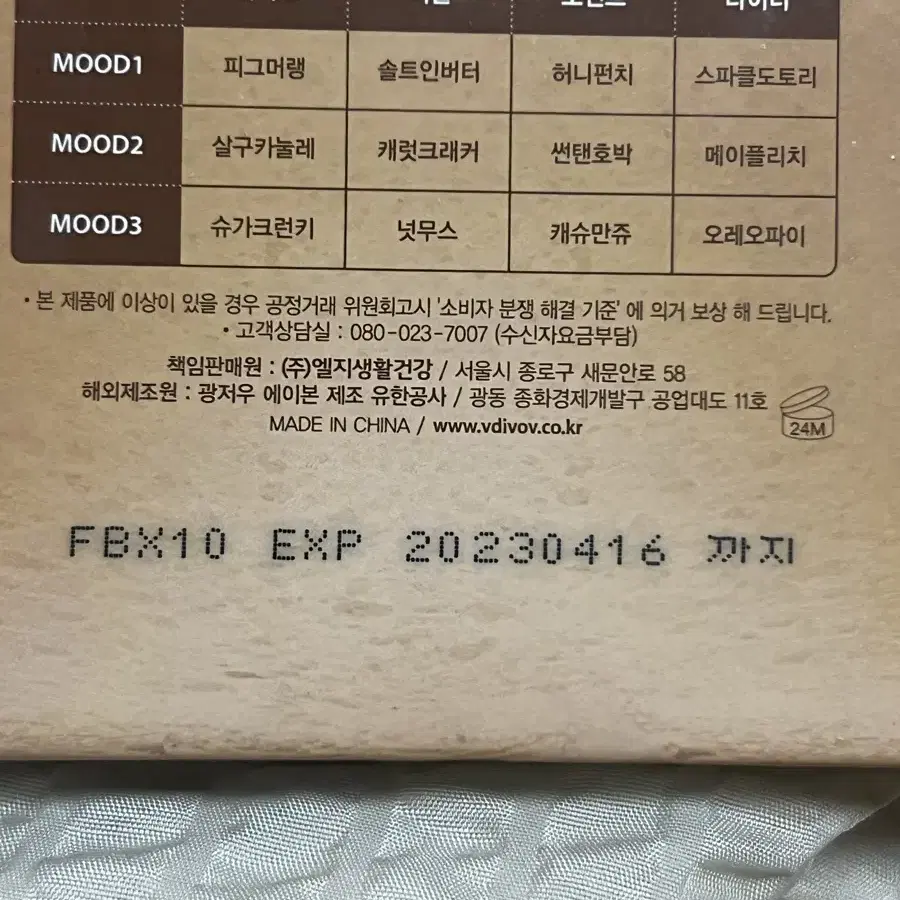 MOOD1 피그머랭 솔트인버터 허니펀치 스파클도토리
MOOD2 살구카눌레 캐럿크래커 썬탠호박 메이플리치
MOOD3 슈가크런키 넛무스 캐슈만쥬 오레오파이
• 본 제품에 이상이 있을 경우 공정거래 위원회고시 '소비자 분쟁 해결 기준' 에 의거 보상 해 드립니다.
• 고객상담실 : 080-023-7007 (수신자요금부담)
책임판매원 : (주)엘지생활건강 / 서울시 종로구 새문안로 58
해외제조원 : 광저우 에이본 제조 유한공사 / 광동 종화경제개발구 공업대도 11호
MADE IN CHINA / www.vdivov.co.kr
24M
FBX10 EXP 20230416 까지